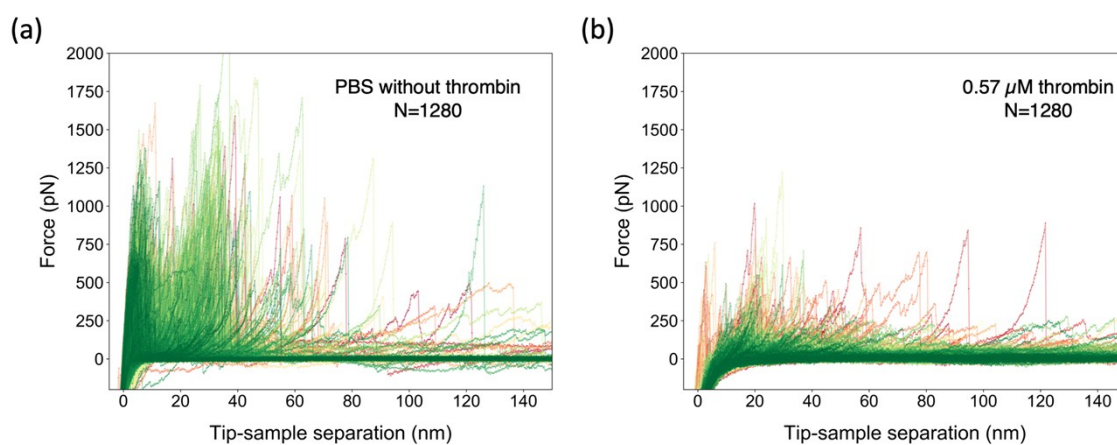 (a)
2000
1750
1500
1250
1000
750
500
250
0
Force (pN)
PBS without thrombin
N=1280
0 20 40 60 80 100 120 140
Tip-sample separation (nm)
(b)
2000
1750
1500
1250
1000
750
500
250
0
Force (pN)
0.57 µM thrombin
N=1280
0 20 40 60 80 100 120 140
Tip-sample separation (nm)